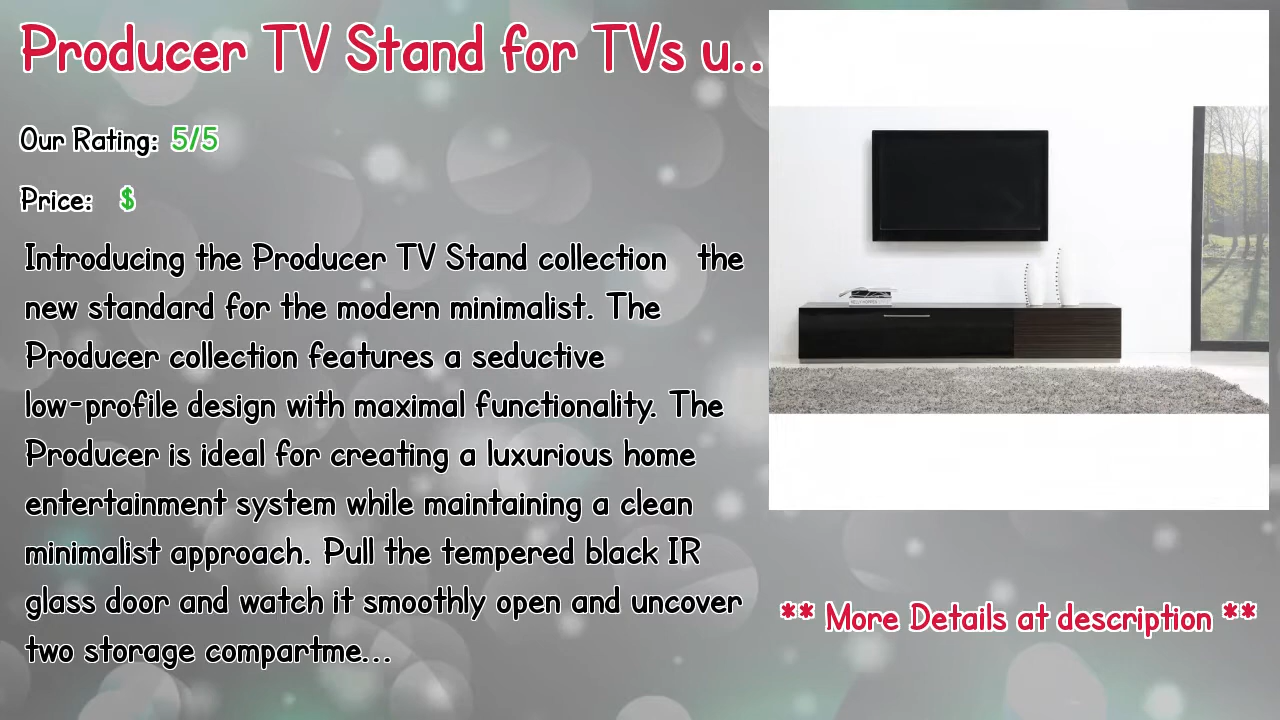 Producer TV Stand for TVs u..
Our Rating: 5/5
Price: $
Introducing the Producer TV Stand collection the
new standard for the modern minimalist. The
Producer collection features a seductive
low-profile design with maximal functionality. The
Producer is ideal for creating a luxurious home
entertainment system while maintaining a clean
minimalist approach. Pull the tempered black IR
glass door and watch it smoothly open and uncover
two storage compartme...
** More Details at description **